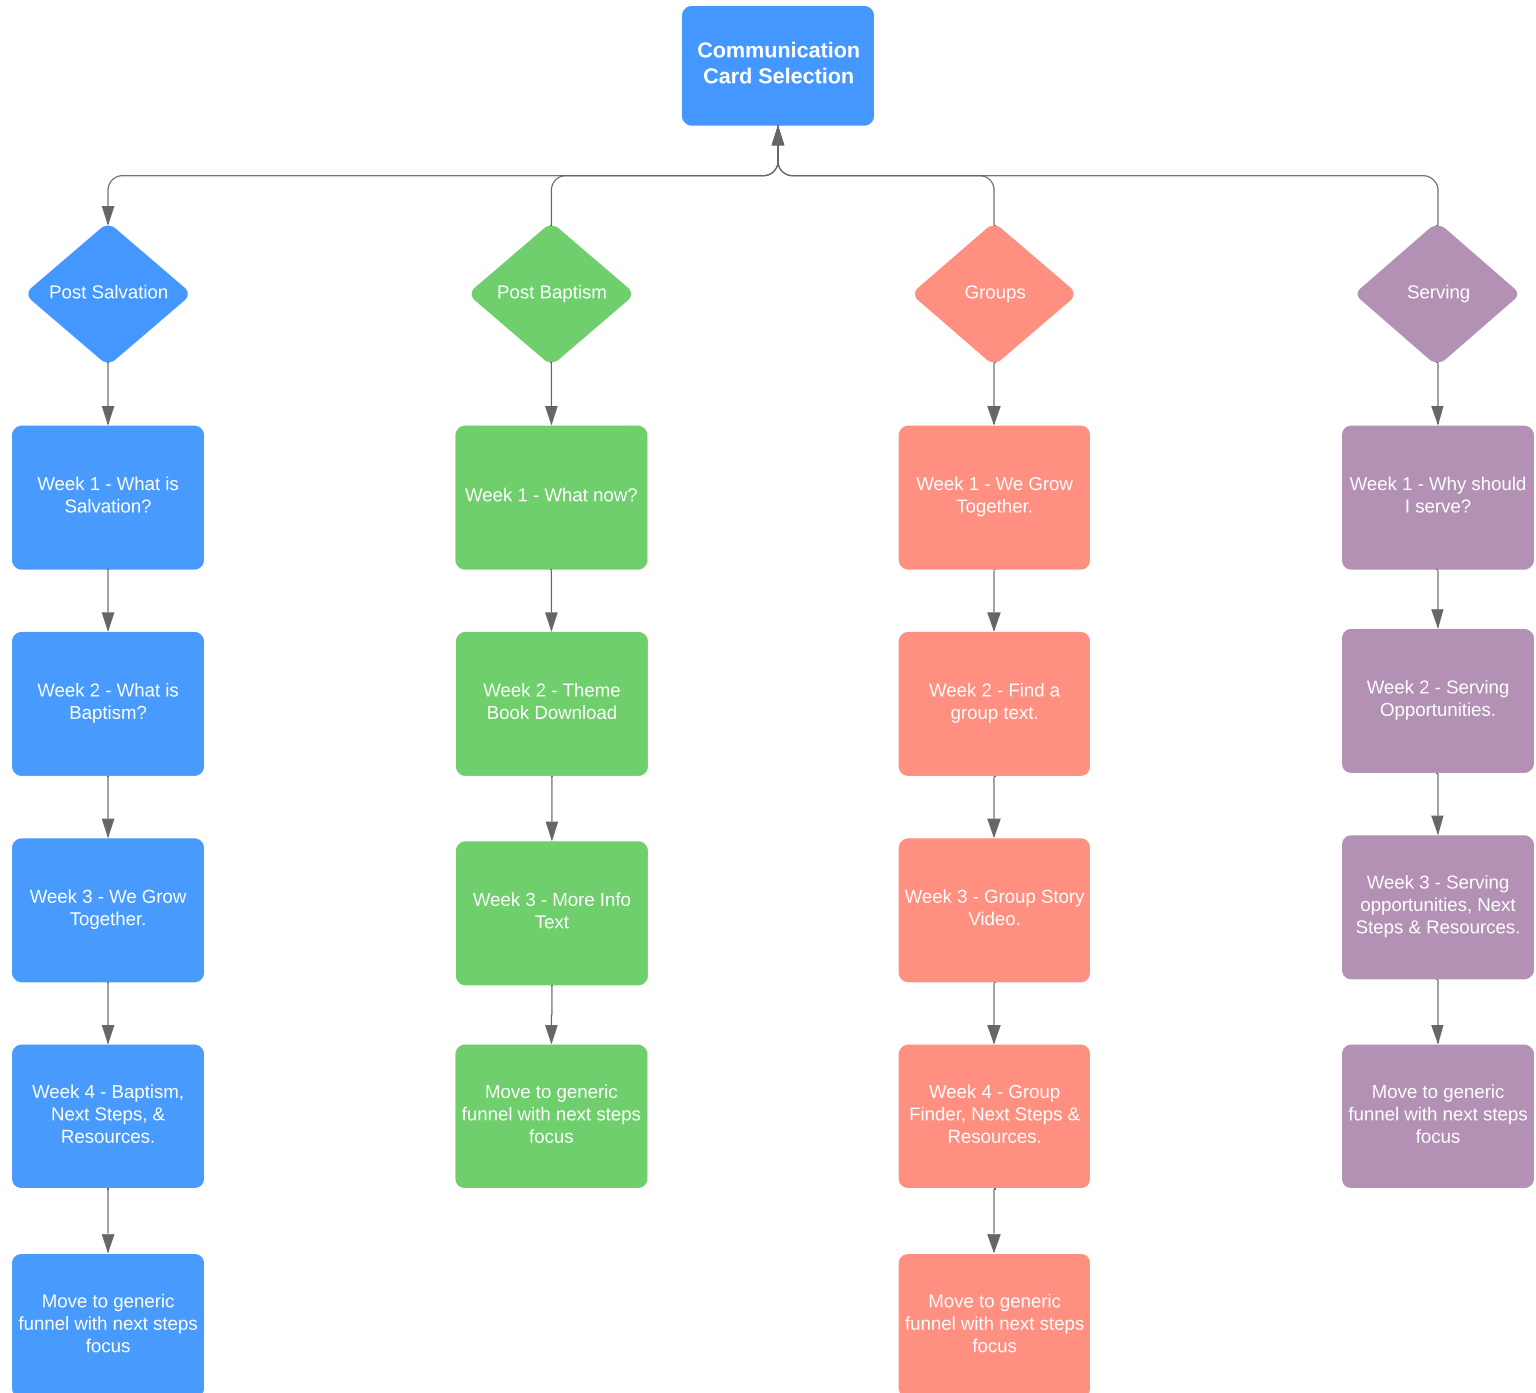 Communication
Card Selection
Post Salvation
Post Baptism
Groups
Serving
Week 1 - What is
Salvation?
Week 1 - What now?
Week 1 - We Grow
Together.
Week 1 - Why should
I serve?
Week 2 - What is
Baptism?
Week 2 - Theme
Book Download
Week 2 - Find a
group text.
Week 2 - Serving
Opportunities.
Week 3 - We Grow
Together.
Week 3 - More Info
Text
Week 3 - Group Story
Video.
Week 3 - Serving
opportunities, Next
Steps & Resources.
Week 4 - Baptism,
Next Steps, &
Resources.
Move to generic
funnel with next steps
focus
Week 4 - Group
Finder, Next Steps &
Resources.
Move to generic
funnel with next steps
focus
Move to generic
funnel with next steps
focus
Move to generic
funnel with next steps
focus